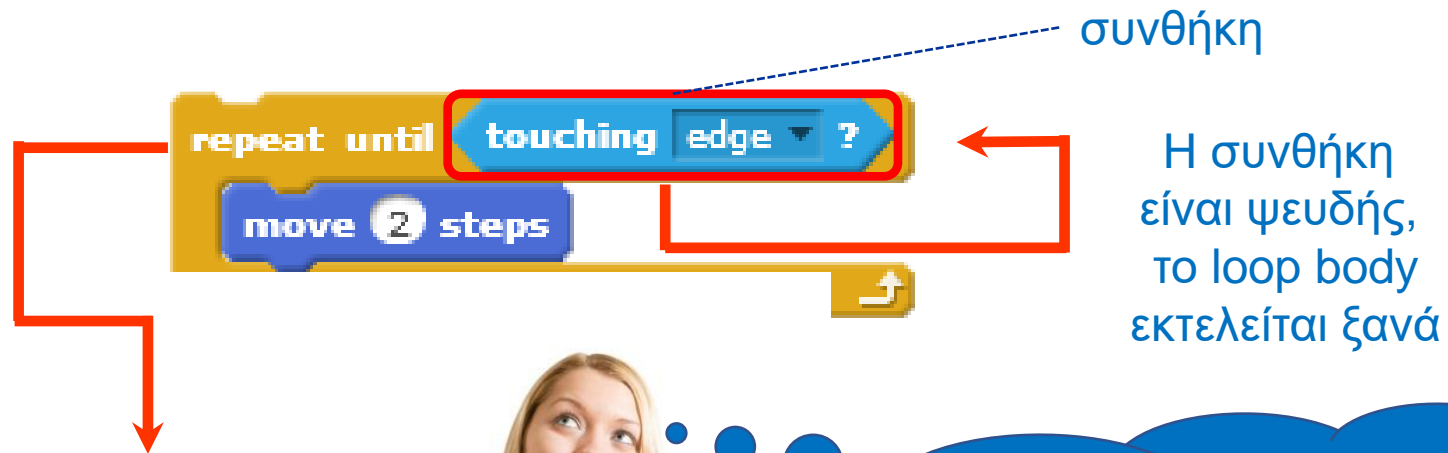 συνθήκη
repeat until touching edge ?
move 2 steps
Η συνθήκη
είναι ψευδής,
το loop body
εκτελείται ξανά